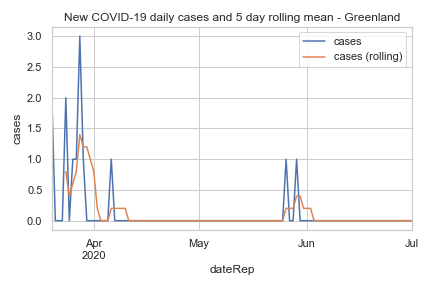 New COVID-19 daily cases and 5 day rolling mean - Greenland
cases
cases (rolling)
3.0
2.5
2.0
1.5
1.0
0.5
0.0
cases
Apr
2020
May
Jun
Jul
dateRep